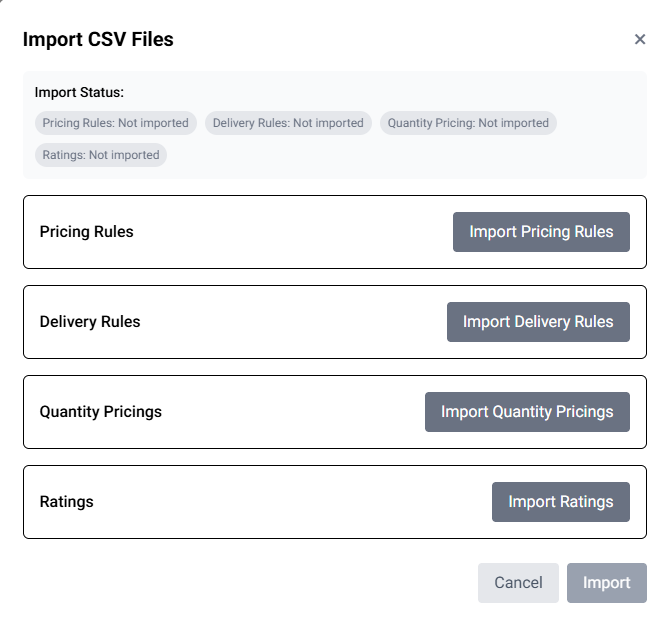 Import CSV Files
×
Import Status:
Pricing Rules: Not imported Delivery Rules: Not imported Quantity Pricing: Not imported
Ratings: Not imported
Pricing Rules Import Pricing Rules
Delivery Rules Import Delivery Rules
Quantity Pricings Import Quantity Pricings
Ratings Import Ratings
Cancel Import